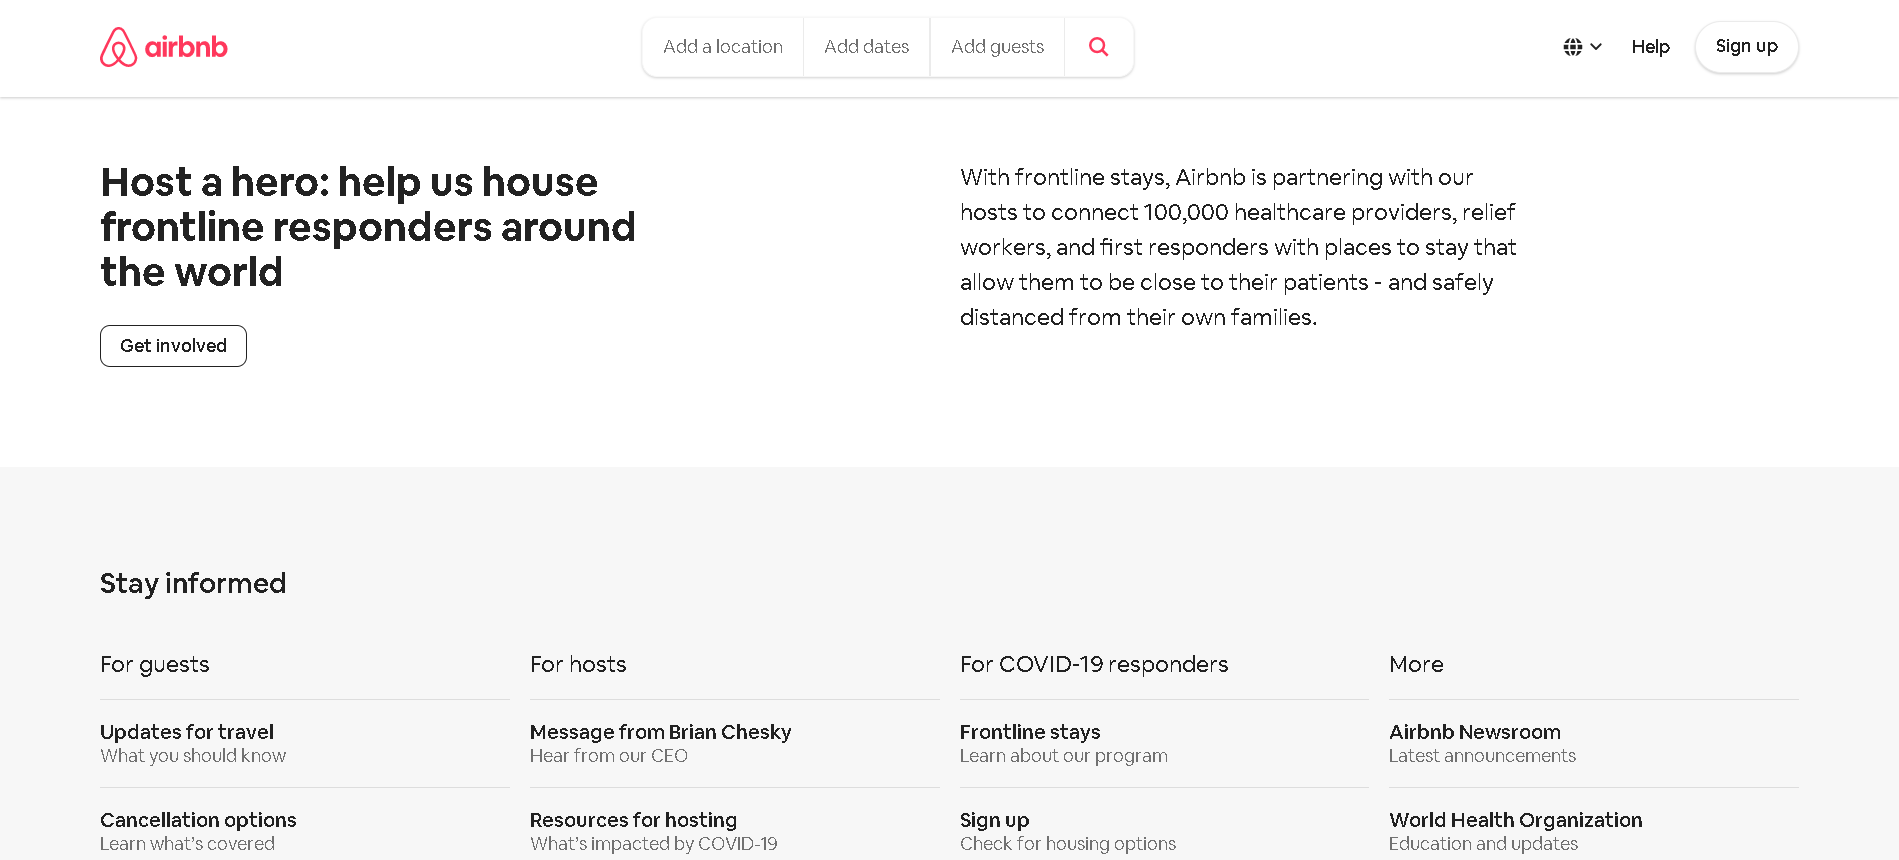 airbnb
Add a location
Add dates
Add guests
Help
Sign up
Host a hero: help us house
frontline responders around
the world
Get involved
With frontline stays, Airbnb is partnering with our
hosts to connect 100,000 healthcare providers, relief
workers, and first responders with places to stay that
allow them to be close to their patients - and safely
distanced from their own families.
Stay informed
For guests
Updates for travel
What you should know
Cancellation options
Learn what's covered
For hosts
Message from Brian Chesky
Hear from our CEO
Resources for hosting
What's impacted by COVID-19
For COVID-19 responders
Frontline stays
Learn about our program
Sign up
Check for housing options
More
Airbnb Newsroom
Latest announcements
World Health Organization
Education and updates